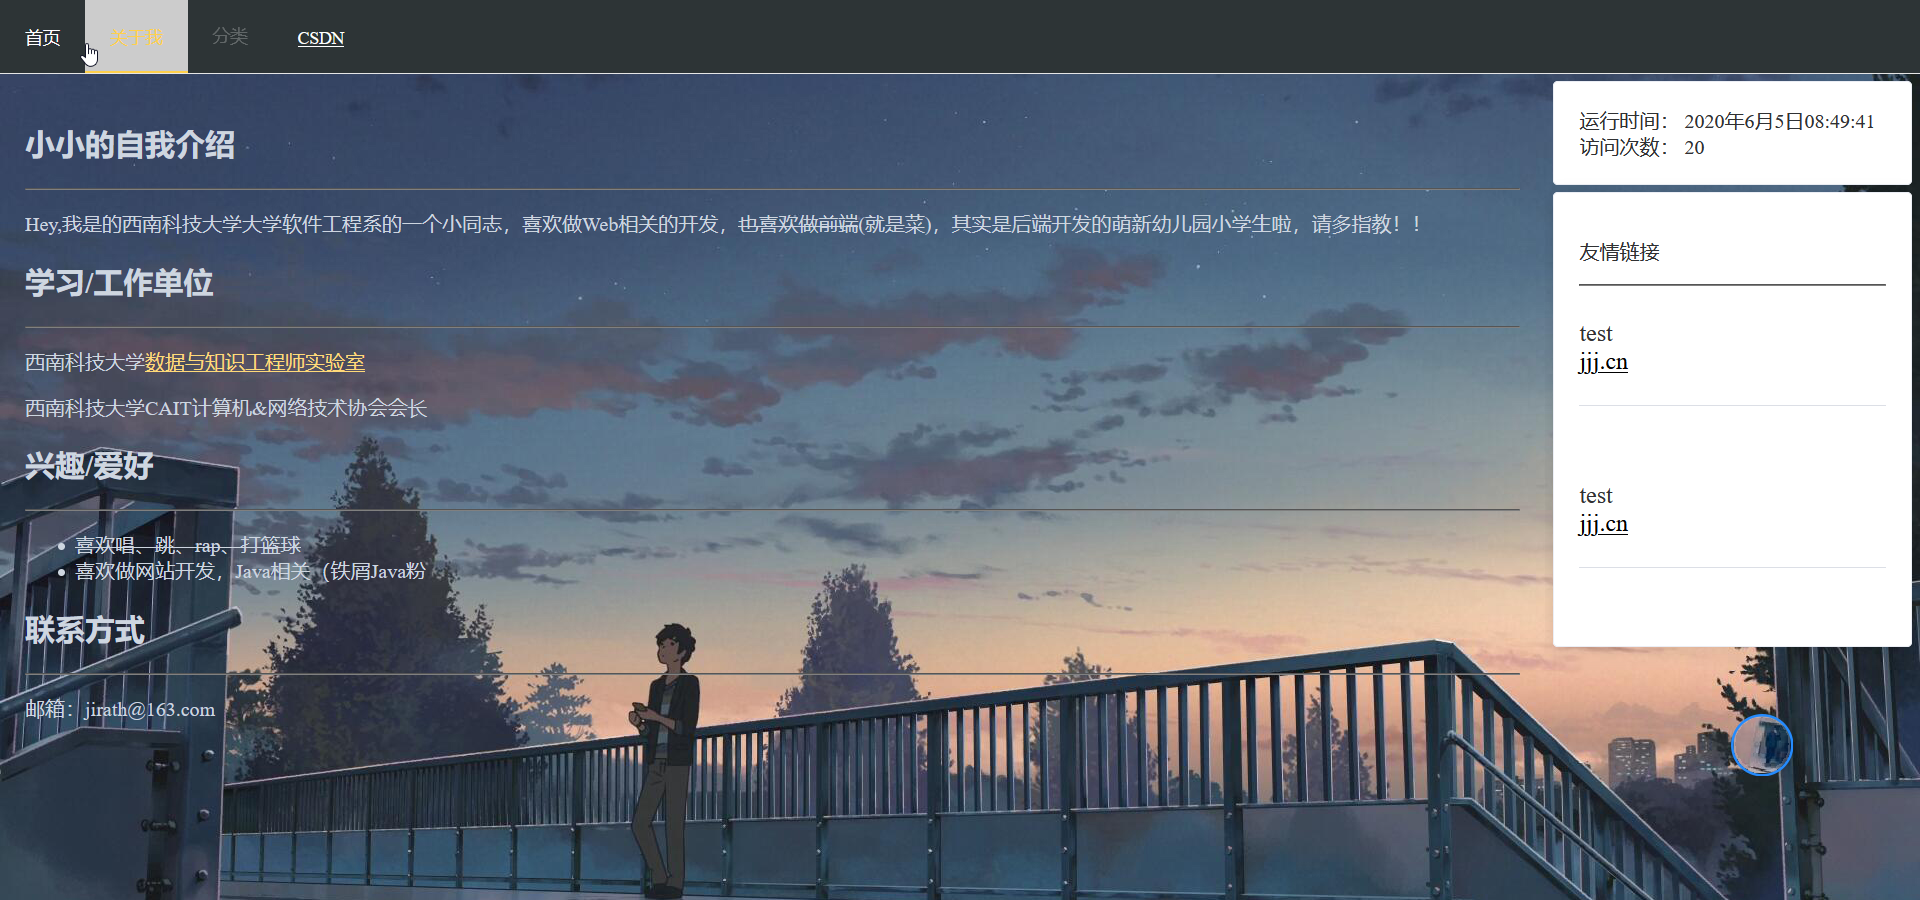 首页 关于我 分类 CSDN
小小的自我介绍
Hey,我是的西南科技大学大学软件工程系的一个小同志，喜欢做Web相关的开发，也喜欢做前端(就是菜)，其实是后端开发的萌新幼儿园小学生啦，请多指教！！
学习/工作单位
西南科技大学数据与知识工程师实验室
西南科技大学CAIT计算机&网络技术协会会长
兴趣/爱好
喜欢唱、跳、rap、打篮球
喜欢做网站开发，Java相关（铁屑Java粉
联系方式
邮箱：jirath@163.com
运行时间： 2020年6月5日08:49:41
访问次数： 20
友情链接
test
jjj.cn
test
jjj.cn